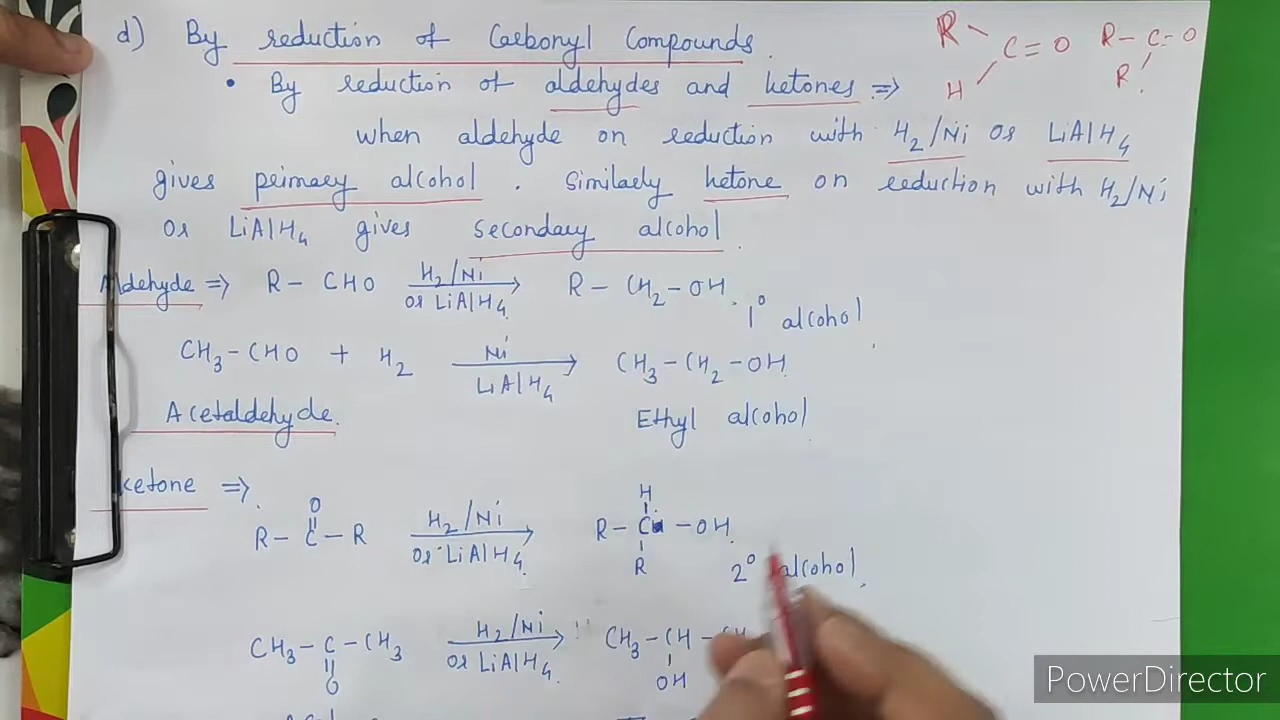 d) By reduction of Carbonyl Compounds.
R
H
C=O
R-C=O
R
• By reduction of aldehydes and ketones ⇒
when aldehyde on reduction with H2/Ni or LiAlH4
gives primary alcohol. Similarly ketone on reduction with H2/Ni
or LiAlH4 gives secondary alcohol.
Aldehyde ⇒ R-CHO H2/Ni or LiAlH4 → R-CH2-OH.
1° alcohol
CH3-CHO + H2 Ni LiAlH4 → CH3-CH2-OH
Acetaldehyde. Ethyl alcohol
ketone ⇒
O H
R-C-R H2/Ni or LiAlH4 → R-C-OH.
R 2° alcohol
CH3-C-CH3 H2/Ni or LiAlH4 → CH3-CH-
O OH
PowerDirector